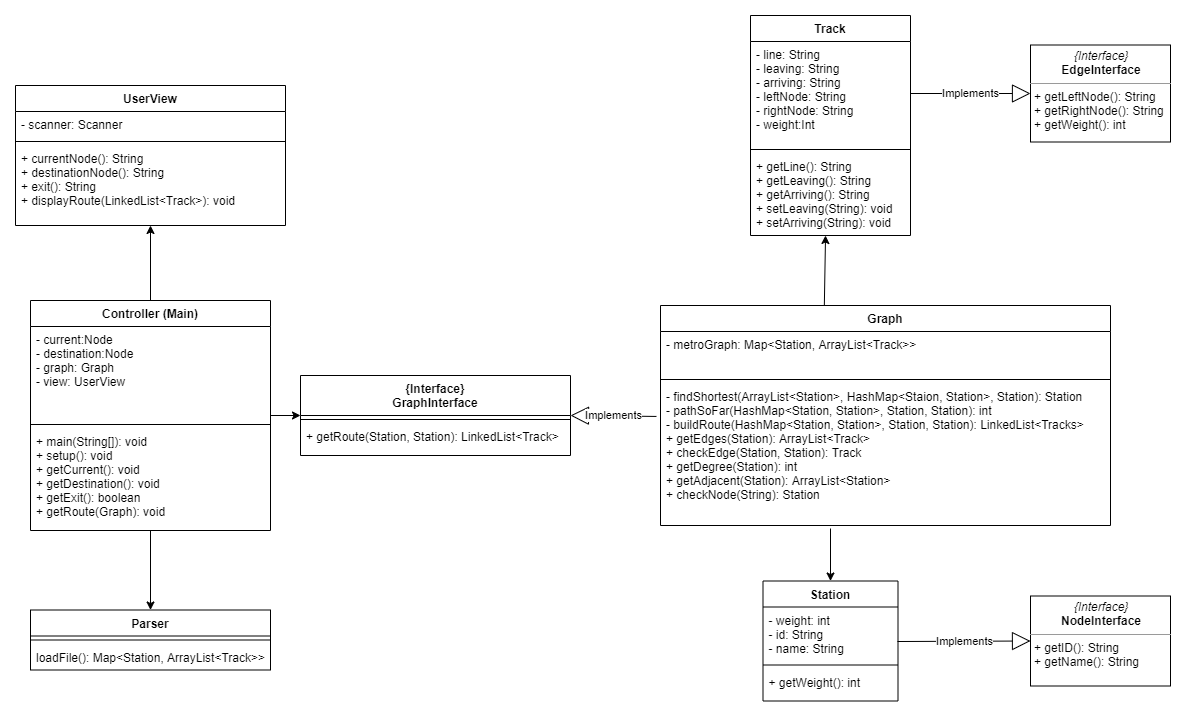 UserView
- scanner: Scanner
+ currentNode(): String
+ destinationNode(): String
+ exit(): String
+ displayRoute(LinkedList<Track>): void
Controller (Main)
- current:Node
- destination:Node
- graph: Graph
- view: UserView
+ main(String[]): void
+ setup(): void
+ getCurrent(): void
+ getDestination(): void
+ getExit(): boolean
+ getRoute(Graph): void
Parser
loadFile(): Map<Station, ArrayList<Track>>
{Interface}
GraphInterface
+ getRoute(Station, Station): LinkedList<Track>
Implements
Track
- line: String
- leaving: String
- arriving: String
- leftNode: String
- rightNode: String
- weight:Int
+ getLine(): String
+ getLeaving(): String
+ getArriving(): String
+ setLeaving(String): void
+ setArriving(String): void
Implements
{Interface}
EdgeInterface
+ getLeftNode(): String
+ getRightNode(): String
+ getWeight(): int
Graph
- metroGraph: Map<Station, ArrayList<Track>>
- findShortest(ArrayList<Station>, HashMap<Staion, Station>, Station): Station
- pathSoFar(HashMap<Station, Station>, Station, Station): int
- buildRoute(HashMap<Station, Station>, Station, Station): LinkedList<Tracks>
+ getEdges(Station): ArrayList<Track>
+ checkEdge(Station, Station): Track
+ getDegree(Station): int
+ getAdjacent(Station): ArrayList<Station>
+ checkNode(String): Station
Station
- weight: int
- id: String
- name: String
+ getWeight(): int
Implements
{Interface}
NodeInterface
+ getID(): String
+ getName(): String